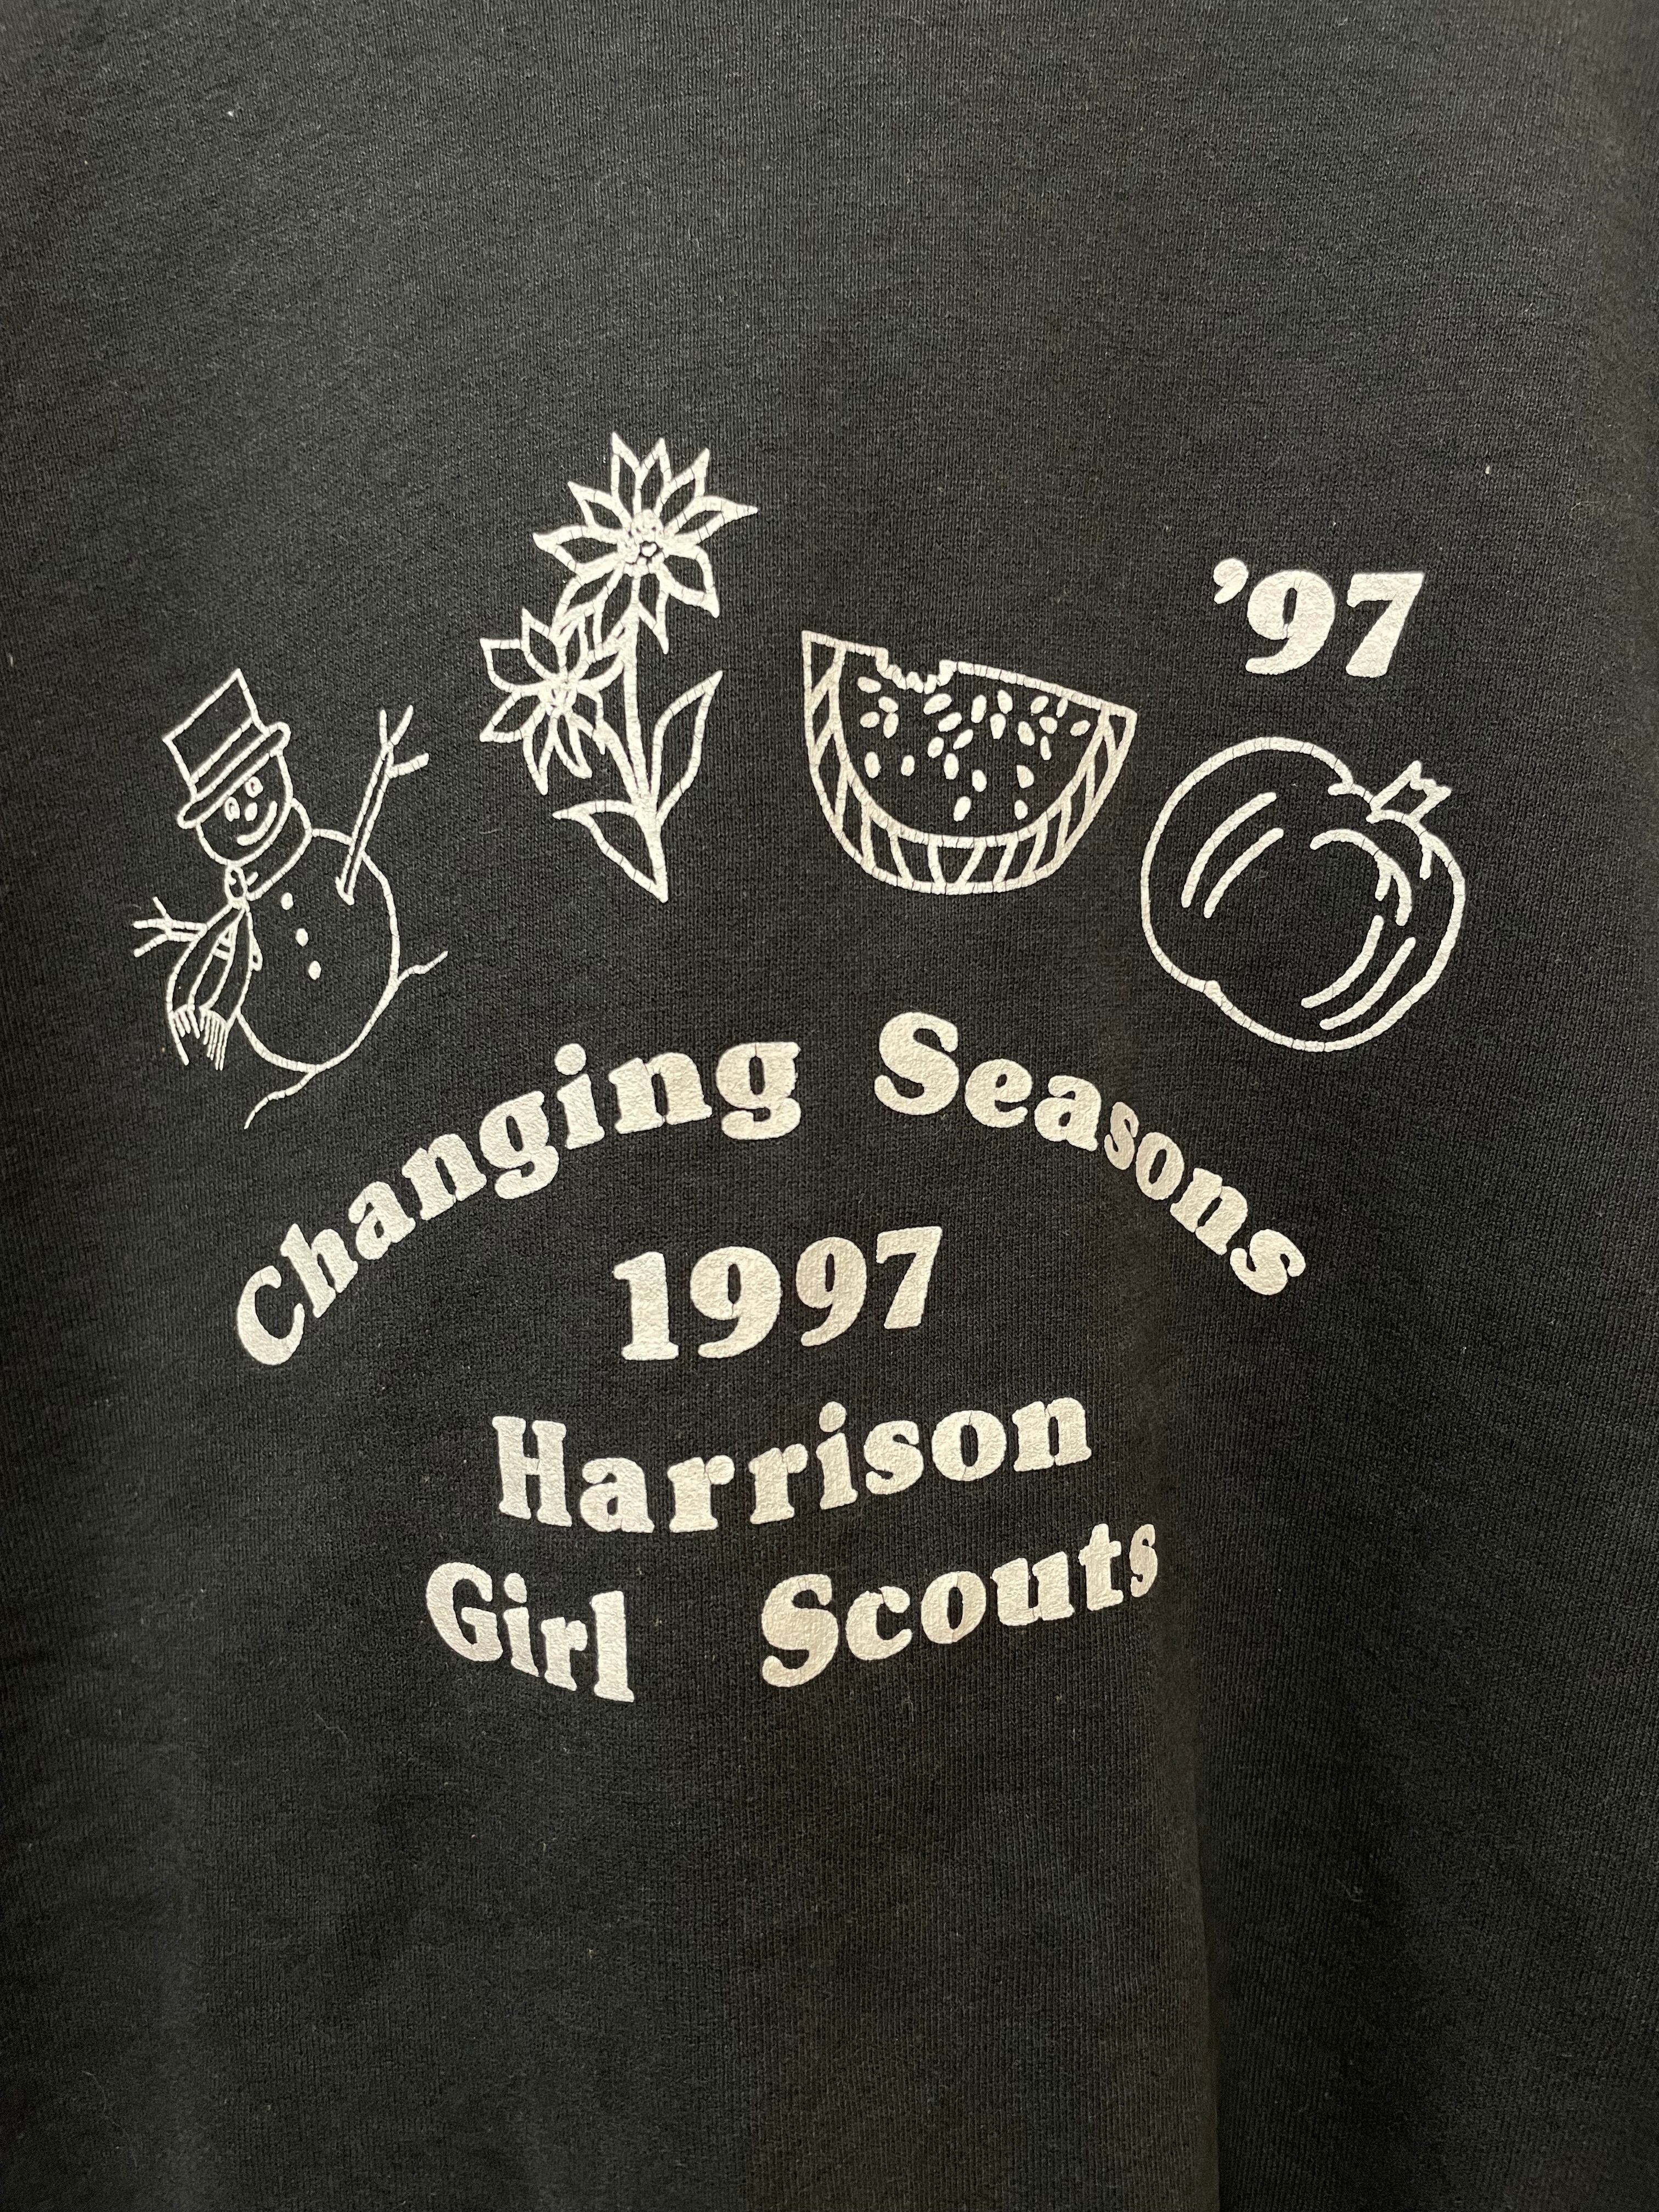 '97
Changing Seasons
1997
Harrison
Girl Scouts